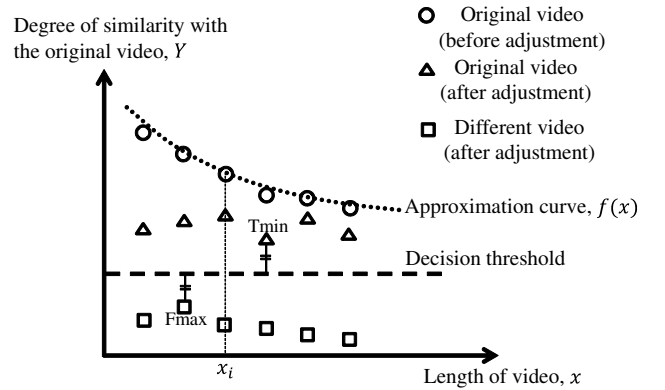 Degree of similarity with
the original video, Y
Original video
(before adjustment)
Original video
(after adjustment)
Different video
(after adjustment)
Approximation curve, f(x)
Tmin
Decision threshold
Fmax
xᵢ
Length of video, x